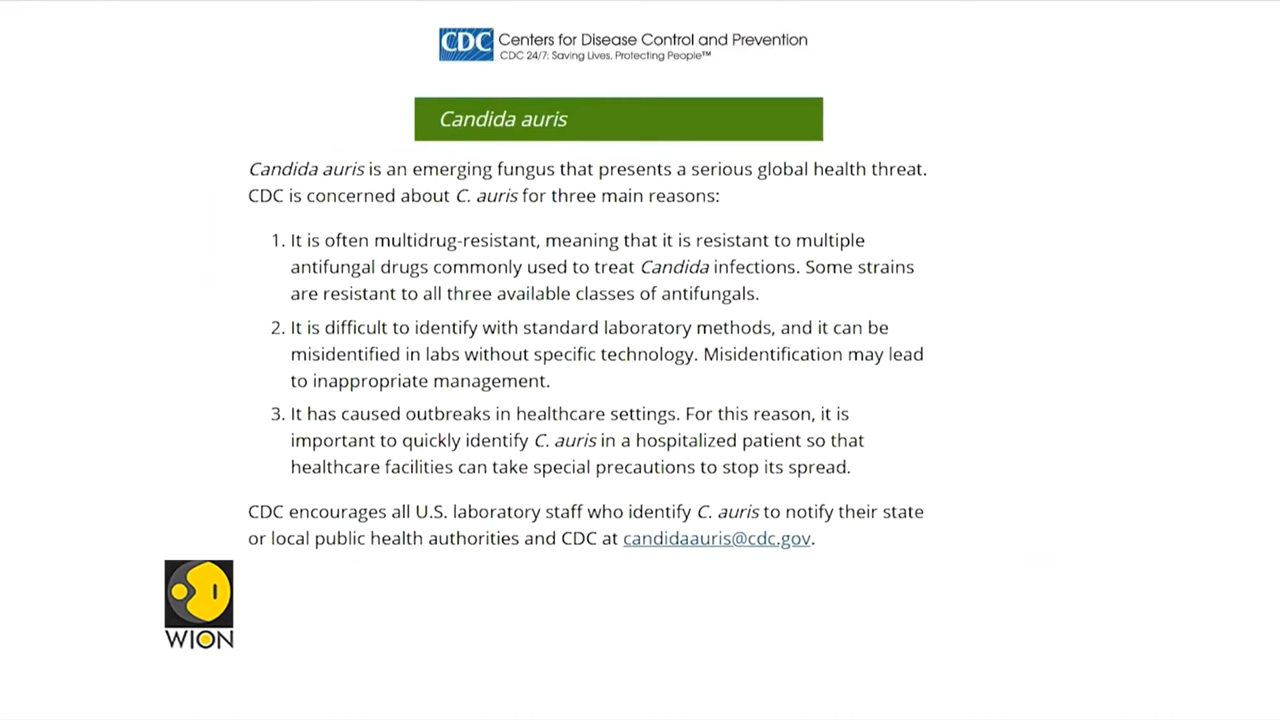 CDC Centers for Disease Control and Prevention
CDC 24/7: Saving Lives, Protecting People™
Candida auris
Candida auris is an emerging fungus that presents a serious global health threat.
CDC is concerned about C. auris for three main reasons:
1. It is often multidrug-resistant, meaning that it is resistant to multiple
antifungal drugs commonly used to treat Candida infections. Some strains
are resistant to all three available classes of antifungals.
2. It is difficult to identify with standard laboratory methods, and it can be
misidentified in labs without specific technology. Misidentification may lead
to inappropriate management.
3. It has caused outbreaks in healthcare settings. For this reason, it is
important to quickly identify C. auris in a hospitalized patient so that
healthcare facilities can take special precautions to stop its spread.
CDC encourages all U.S. laboratory staff who identify C. auris to notify their state
or local public health authorities and CDC at candidaauris@cdc.gov.
WION